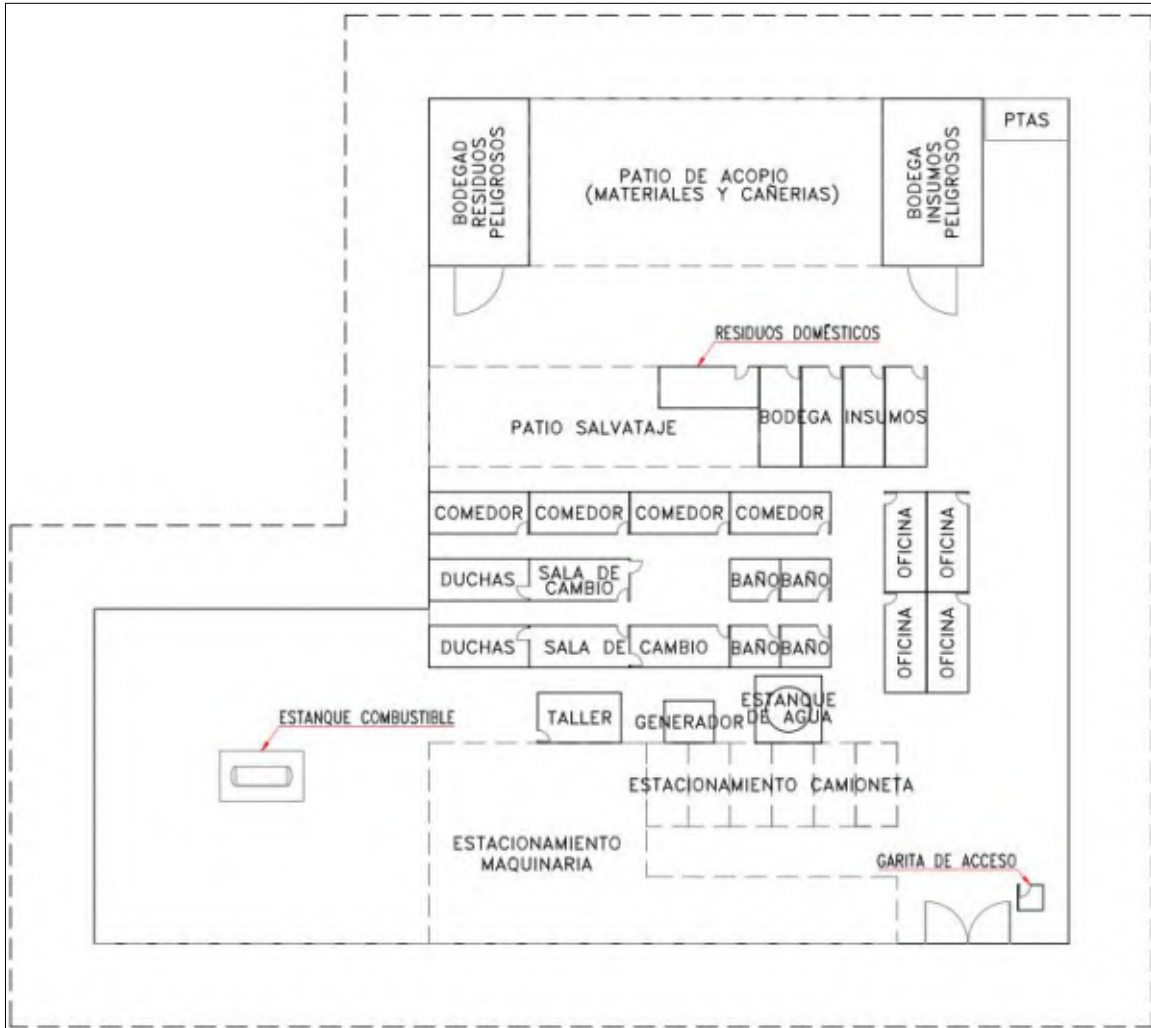 BODEGAD
RESIDUOS
PELIGROSOS
PATIO DE ACOPIO
(MATERIALES Y CAÑERIAS)
BODEGA
INSUMOS
PELIGROSOS
PTAS
RESIDUOS DOMÉSTICOS
PATIO SALVATAJE
BODEGA INSUMOS
COMEDOR COMEDOR COMEDOR COMEDOR
OFICINA OFICINA
DUCHAS
SALA DE
CAMBIO
BAÑO BAÑO
DUCHAS
SALA DE CAMBIO
BAÑO BAÑO
OFICINA OFICINA
ESTANQUE COMBUSTIBLE
TALLER
GENERADOR
ESTANQUE
DE AGUA
ESTACIONAMIENTO CAMIONETA
ESTACIONAMIENTO
MAQUINARIA
GARITA DE ACCESO